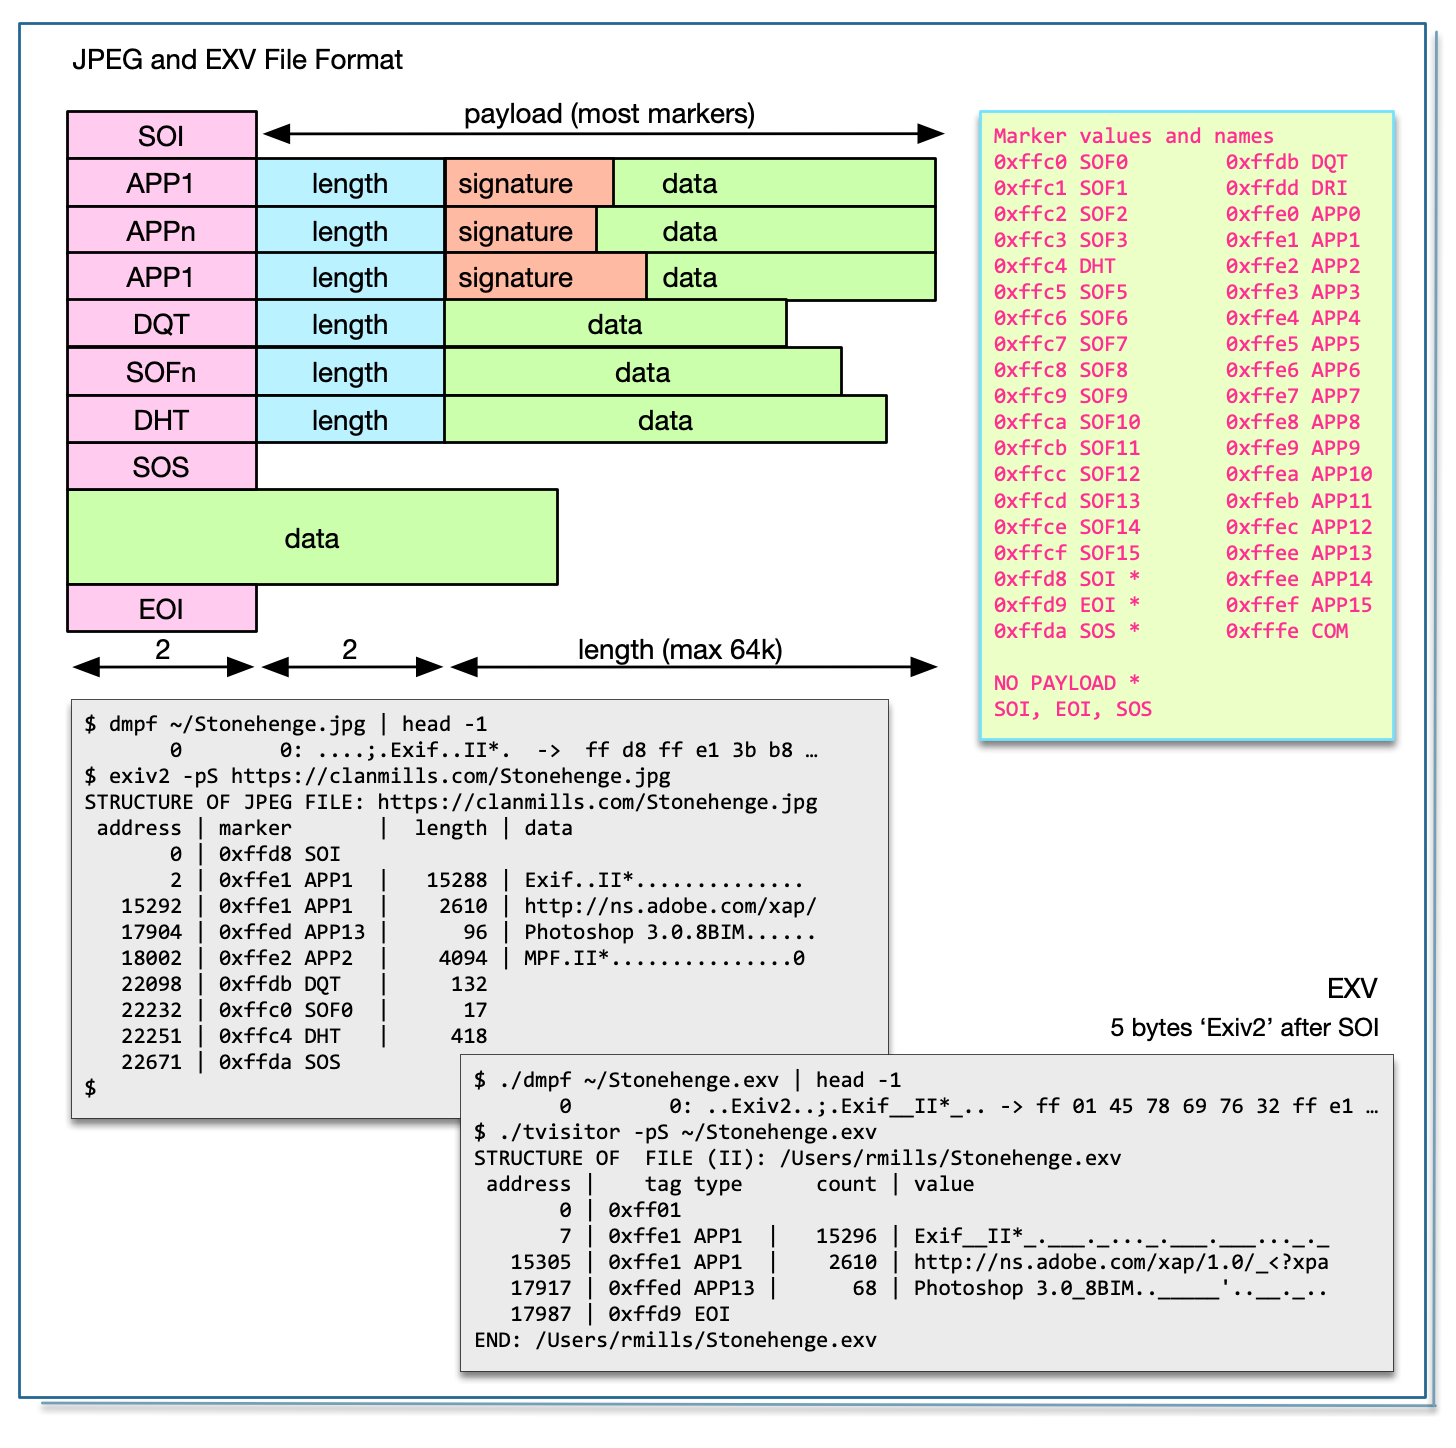 JPEG and EXV File Format
payload (most markers)
SOI
APP1 length signature data
APPn length signature data
APP1 length signature data
DQT length data
SOFn length data
DHT length data
SOS
data
EOI
2 2 length (max 64k)
Marker values and names
0xffc0 SOF0 0xffdb DQT
0xffc1 SOF1 0xffdd DRI
0xffc2 SOF2 0xffe0 APP0
0xffc3 SOF3 0xffe1 APP1
0xffc4 DHT 0xffe2 APP2
0xffc5 SOF5 0xffe3 APP3
0xffc6 SOF6 0xffe4 APP4
0xffc7 SOF7 0xffe5 APP5
0xffc8 SOF8 0xffe6 APP6
0xffc9 SOF9 0xffe7 APP7
0xffca SOF10 0xffe8 APP8
0xffcb SOF11 0xffe9 APP9
0xffcc SOF12 0xffea APP10
0xffcd SOF13 0xffeb APP11
0xffce SOF14 0xffec APP12
0xffcf SOF15 0xffee APP13
0xffd8 SOI * 0xffee APP14
0xffd9 EOI * 0xffef APP15
0xffda SOS * 0xfffe COM
NO PAYLOAD *
SOI, EOI, SOS
$ dmpf ~/Stonehenge.jpg | head -1
0 0: ....;.Exif..II*. -> ff d8 ff e1 3b b8 …
$ exiv2 -pS https://clanmills.com/Stonehenge.jpg
STRUCTURE OF JPEG FILE: https://clanmills.com/Stonehenge.jpg
address | marker | length | data
0 | 0xffd8 SOI
2 | 0xffe1 APP1 | 15288 | Exif..II*..............
15292 | 0xffe1 APP1 | 2610 | http://ns.adobe.com/xap/
17904 | 0xffed APP13 | 96 | Photoshop 3.0.8BIM......
18002 | 0xffe2 APP2 | 4094 | MPF.II*...............0
22098 | 0xffdb DQT | 132
22232 | 0xffc0 SOF0 | 17
22251 | 0xffc4 DHT | 418
22671 | 0xffda SOS
$
EXV
5 bytes ‘Exiv2’ after SOI
$ ./dmpf ~/Stonehenge.exv | head -1
0 0: ..Exiv2..;.Exif__II*_.. -> ff 01 45 78 69 76 32 ff e1 …
$ ./tvisitor -pS ~/Stonehenge.exv
STRUCTURE OF FILE (II): /Users/rmills/Stonehenge.exv
address | tag type count | value
0 | 0xff01
7 | 0xffe1 APP1 | 15296 | Exif__II*_.___._..._.___.___..._._
15305 | 0xffe1 APP1 | 2610 | http://ns.adobe.com/xap/1.0/_<?xpa
17917 | 0xffed APP13 | 68 | Photoshop 3.0_8BIM.._____'..__._..
17987 | 0xffd9 EOI
END: /Users/rmills/Stonehenge.exv